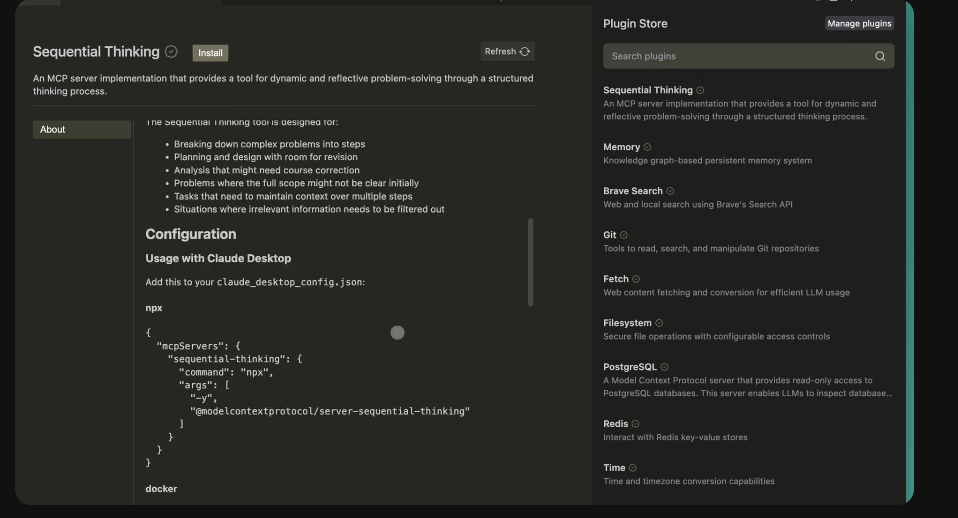 Sequential Thinking
Install
Refresh
An MCP server implementation that provides a tool for dynamic and reflective problem-solving through a structured
thinking process.
About
The Sequential Thinking tool is designed for:
• Breaking down complex problems into steps
• Planning and design with room for revision
• Analysis that might need course correction
• Problems where the full scope might not be clear initially
• Tasks that need to maintain context over multiple steps
• Situations where irrelevant information needs to be filtered out
Configuration
Usage with Claude Desktop
Add this to your claude_desktop_config.json:
npx
{
"mcpServers": {
"sequential-thinking": {
"command": "npx",
"args": [
"-y",
"@modelcontextprotocol/server-sequential-thinking"
]
}
}
}
docker
Plugin Store
Manage plugins
Search plugins
Sequential Thinking
An MCP server implementation that provides a tool for dynamic and
reflective problem-solving through a structured thinking process.
Memory
Knowledge graph-based persistent memory system
Brave Search
Web and local search using Brave's Search API
Git
Tools to read, search, and manipulate Git repositories
Fetch
Web content fetching and conversion for efficient LLM usage
Filesystem
Secure file operations with configurable access controls
PostgreSQL
A Model Context Protocol server that provides read-only access to
PostgreSQL databases. This server enables LLMs to inspect database...
Redis
Interact with Redis key-value stores
Time
Time and timezone conversion capabilities